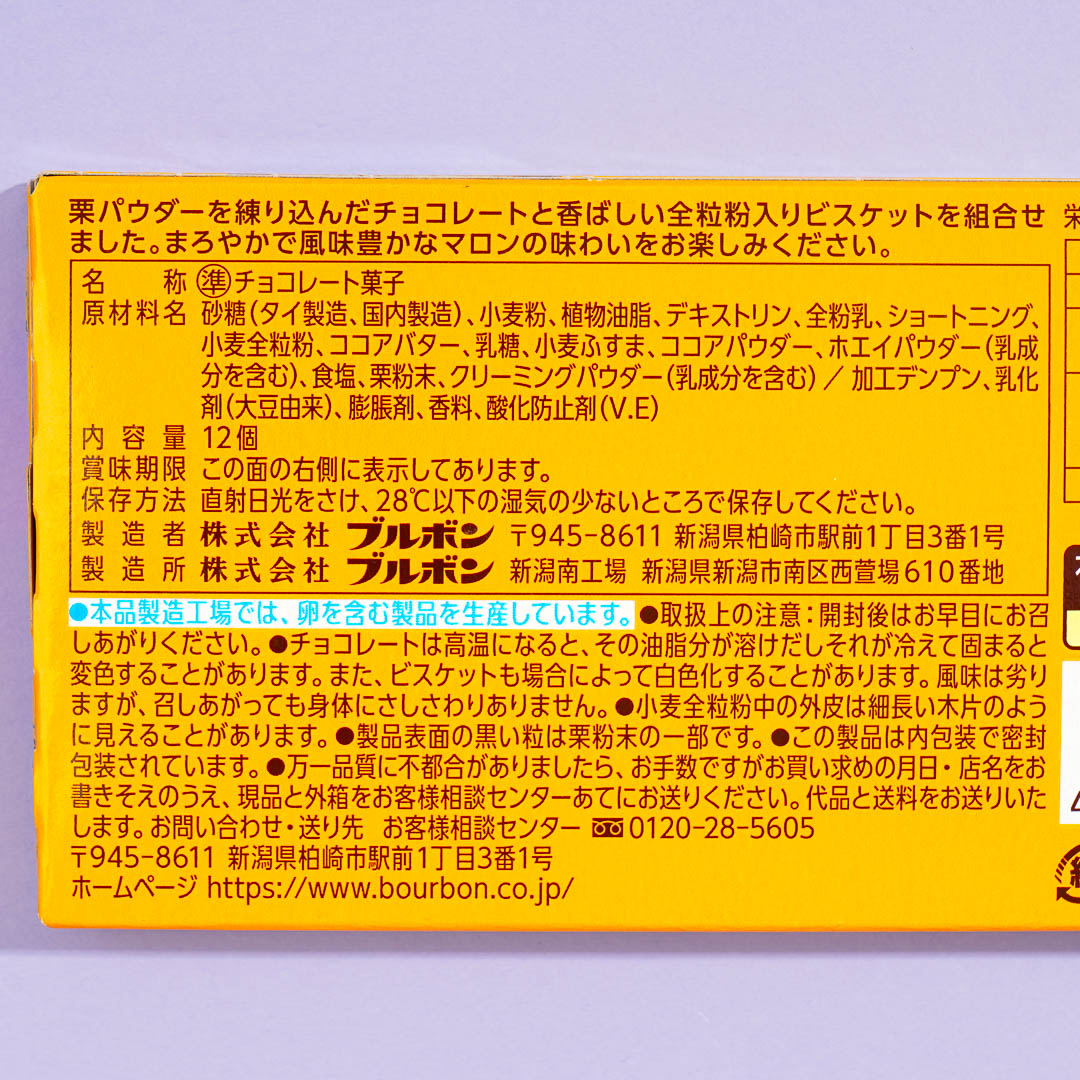 栗パウダーを練り込んだチョコレートと香ばしい全粒粉入りビスケットを組合せ
ました。まろやかで風味豊かなマロンの味わいをお楽しみください。
名称 準チョコレート菓子
原材料名 砂糖(タイ製造、国内製造)、小麦粉、植物油脂、デキストリン、全粉乳、ショートニング、
小麦全粒粉、ココアバター、乳糖、小麦ふすま、ココアパウダー、ホエイパウダー(乳成
分を含む)、食塩、栗粉末、クリーミングパウダー(乳成分を含む)/加工デンプン、乳化
剤(大豆由来)、膨脹剤、香料、酸化防止剤(V.E)
内容量 12個
賞味期限 この面の右側に表示してあります。
保存方法 直射日光をさけ、28℃以下の湿気の少ないところで保存してください。
製造者 株式会社 ブルボン 〒945-8611 新潟県柏崎市駅前1丁目3番1号
製造所 株式会社 ブルボン 新潟南工場 新潟県新潟市南区西萱場610番地
●本品製造工場では、卵を含む製品を生産しています。●取扱上の注意:開封後はお早目にお召
しあがりください。●チョコレートは高温になると、その油脂分が溶けだしそれが冷えて固まると
変色することがあります。また、ビスケットも場合によって白色化することがあります。風味は劣り
ますが、召しあがっても身体にさしさわりありません。●小麦全粒粉中の外皮は細長い木片のよう
に見えることがあります。●製品表面の黒い粒は栗粉末の一部です。●この製品は内包装で密封
包装されています。●万一品質に不都合がありましたら、お手数ですがお買い求めの月日・店名をお
書きそえのうえ、現品と外箱をお客様相談センターあてにお送りください。代品と送料をお送りいた
します。お問い合わせ・送り先 お客様相談センター 0120-28-5605
〒945-8611 新潟県柏崎市駅前1丁目3番1号
ホームページ https://www.bourbon.co.jp/
栄